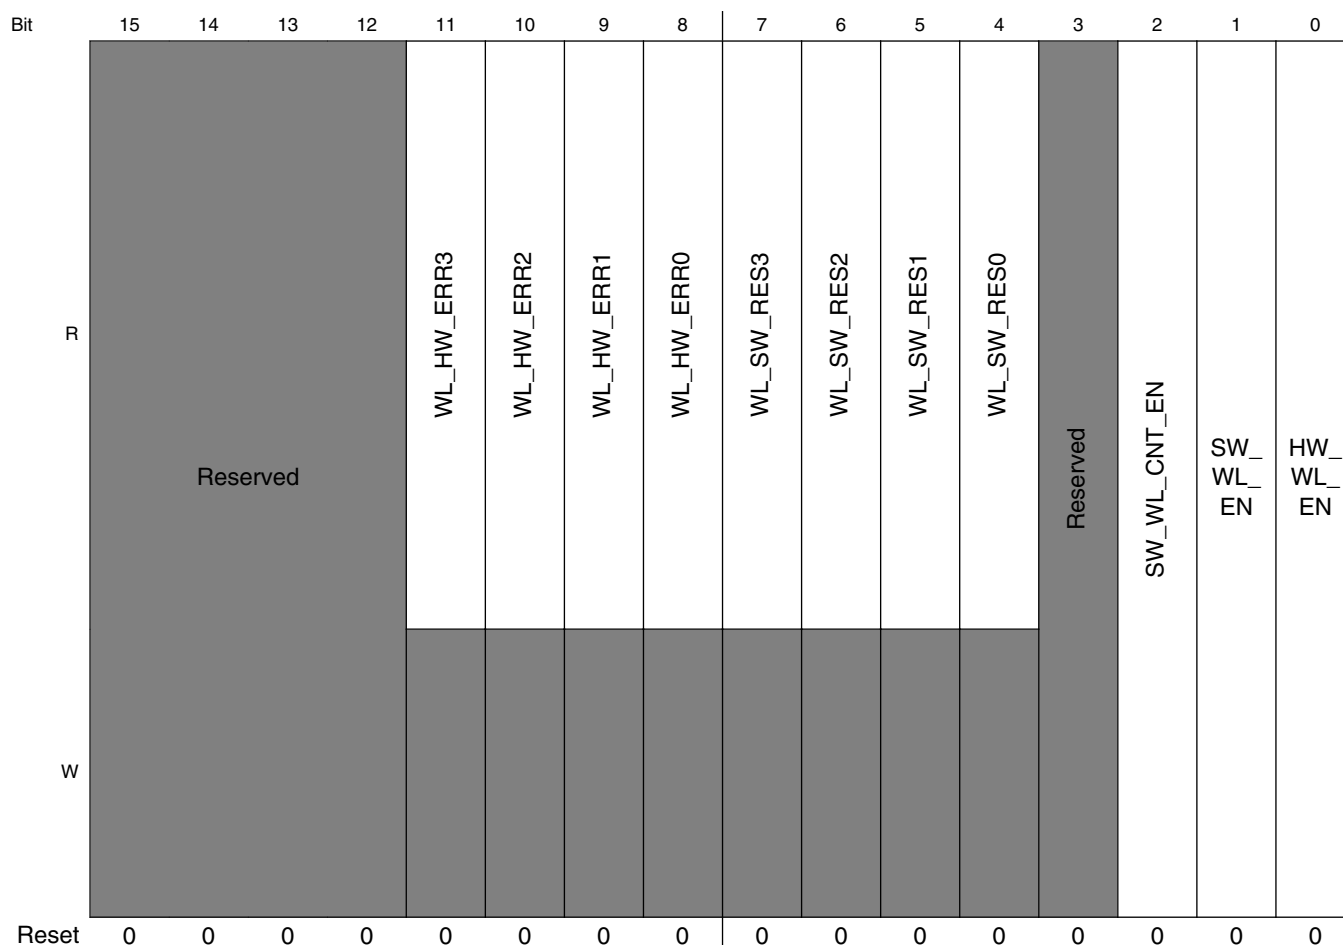 Bit 15 14 13 12 11 10 9 8 7 6 5 4 3 2 1 0
R
Reserved
WL_HW_ERR3
WL_HW_ERR2
WL_HW_ERR1
WL_HW_ERR0
WL_SW_RES3
WL_SW_RES2
WL_SW_RES1
WL_SW_RES0
Reserved
SW_WL_CNT_EN
SW_
WL_
EN
HW_
WL_
EN
W
Reset 0 0 0 0 0 0 0 0 0 0 0 0 0 0 0 0